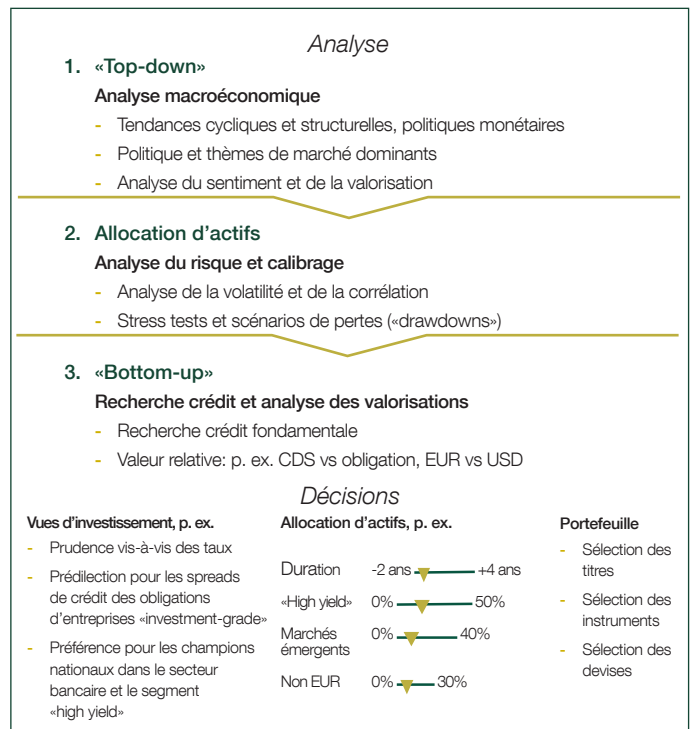 Analyse
1. «Top-down»
Analyse macroéconomique
- Tendances cycliques et structurelles, politiques monétaires
- Politique et thèmes de marché dominants
- Analyse du sentiment et de la valorisation
2. Allocation d’actifs
Analyse du risque et calibrage
- Analyse de la volatilité et de la corrélation
- Stress tests et scénarios de pertes («drawdowns»)
3. «Bottom-up»
Recherche crédit et analyse des valorisations
- Recherche crédit fondamentale
- Valeur relative: p. ex. CDS vs obligation, EUR vs USD
Décisions
Vues d’investissement, p. ex.
- Prudence vis-à-vis des taux
- Prédilection pour les spreads
de crédit des obligations
d’entreprises «investment-grade»
- Préférence pour les champions
nationaux dans le secteur
bancaire et le segment
«high yield»
Allocation d’actifs, p. ex.
Duration -2 ans +4 ans
«High yield» 0% 50%
Marchés
émergents 0% 40%
Non EUR 0% 30%
Portefeuille
- Sélection des
titres
- Sélection des
instruments
- Sélection des
devises